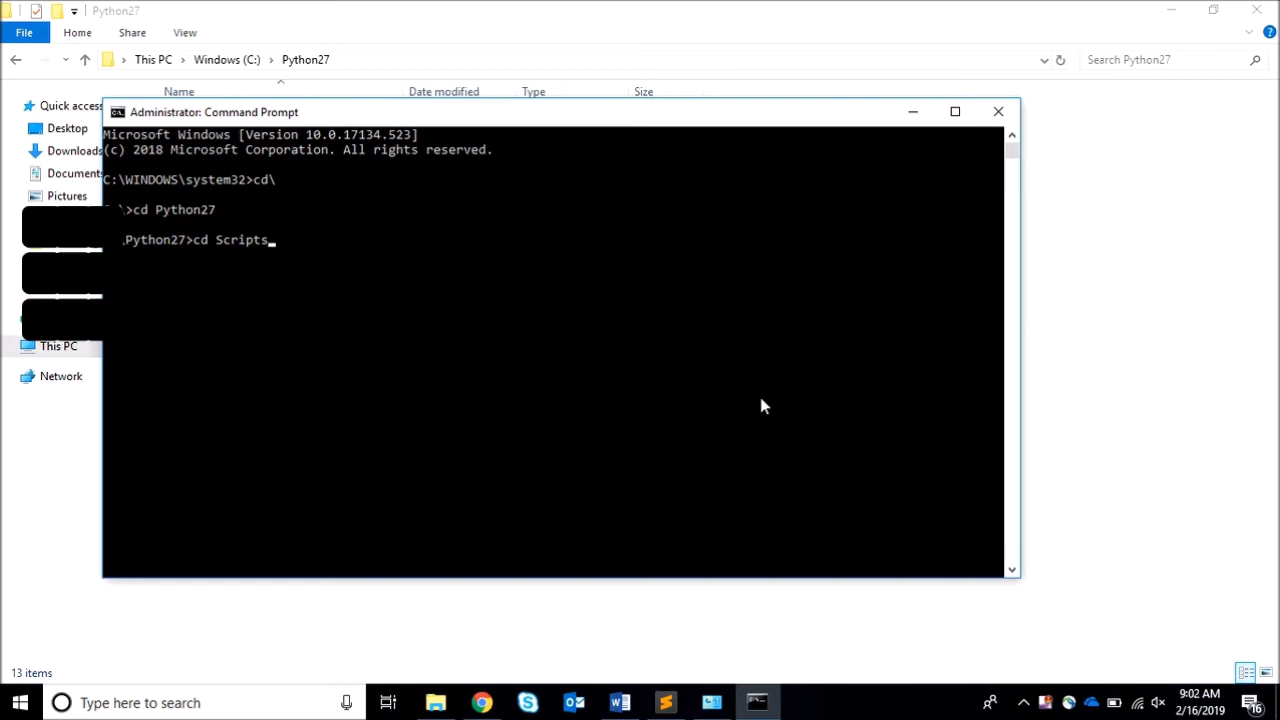 Python27
File Home Share View
This PC > Windows (C:) > Python27
Search Python27
Name Date modified Type Size
Quick access
Desktop
Downloads
Documents
Pictures
This PC
Network
Administrator: Command Prompt
Microsoft Windows [Version 10.0.17134.523]
(c) 2018 Microsoft Corporation. All rights reserved.
C:\WINDOWS\system32>cd\
\>cd Python27
\Python27>cd Scripts
13 items
Type here to search
9:02 AM
2/16/2019
16